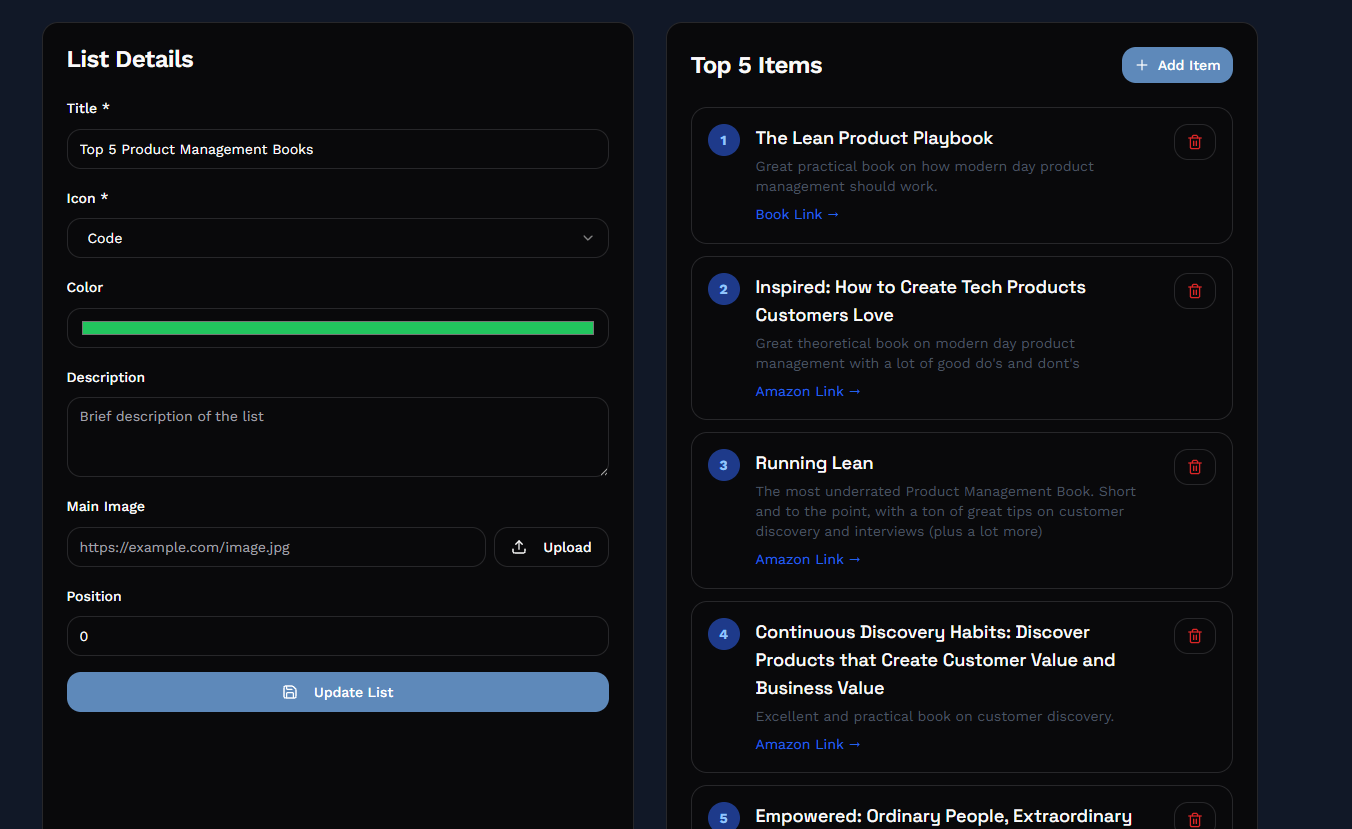 List Details
Title *
Top 5 Product Management Books
Icon *
Code
Color
Description
Brief description of the list
Main Image
https://example.com/image.jpg
Upload
Position
0
Update List
Top 5 Items
+ Add Item
1
The Lean Product Playbook
Great practical book on how modern day product
management should work.
Book Link →
2
Inspired: How to Create Tech Products
Customers Love
Great theoretical book on modern day product
management with a lot of good do's and dont's
Amazon Link →
3
Running Lean
The most underrated Product Management Book. Short
and to the point, with a ton of great tips on customer
discovery and interviews (plus a lot more)
Amazon Link →
4
Continuous Discovery Habits: Discover
Products that Create Customer Value and
Business Value
Excellent and practical book on customer discovery.
Amazon Link →
5
Empowered: Ordinary People, Extraordinary